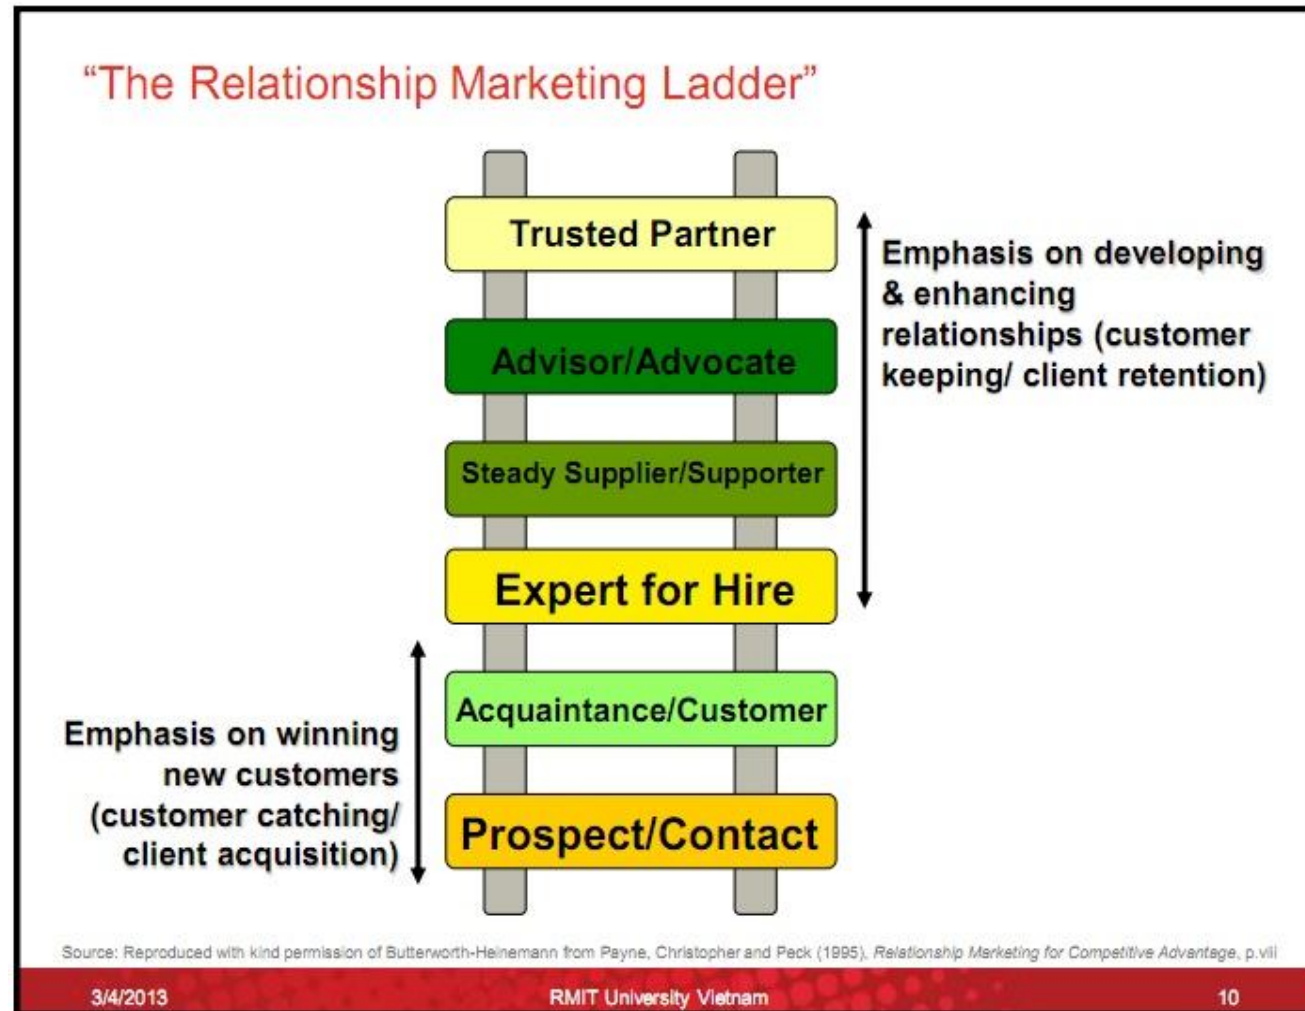 “The Relationship Marketing Ladder”
Trusted Partner
Emphasis on developing
& enhancing
relationships (customer
keeping/ client retention)
Advisor/Advocate
Steady Supplier/Supporter
Expert for Hire
Acquaintance/Customer
Emphasis on winning
new customers
(customer catching/
client acquisition)
Prospect/Contact
Source: Reproduced with kind permission of Butterworth-Heinemann from Payne, Christopher and Peck (1995), Relationship Marketing for Competitive Advantage, p.viii
3/4/2013
RMIT University Vietnam
10